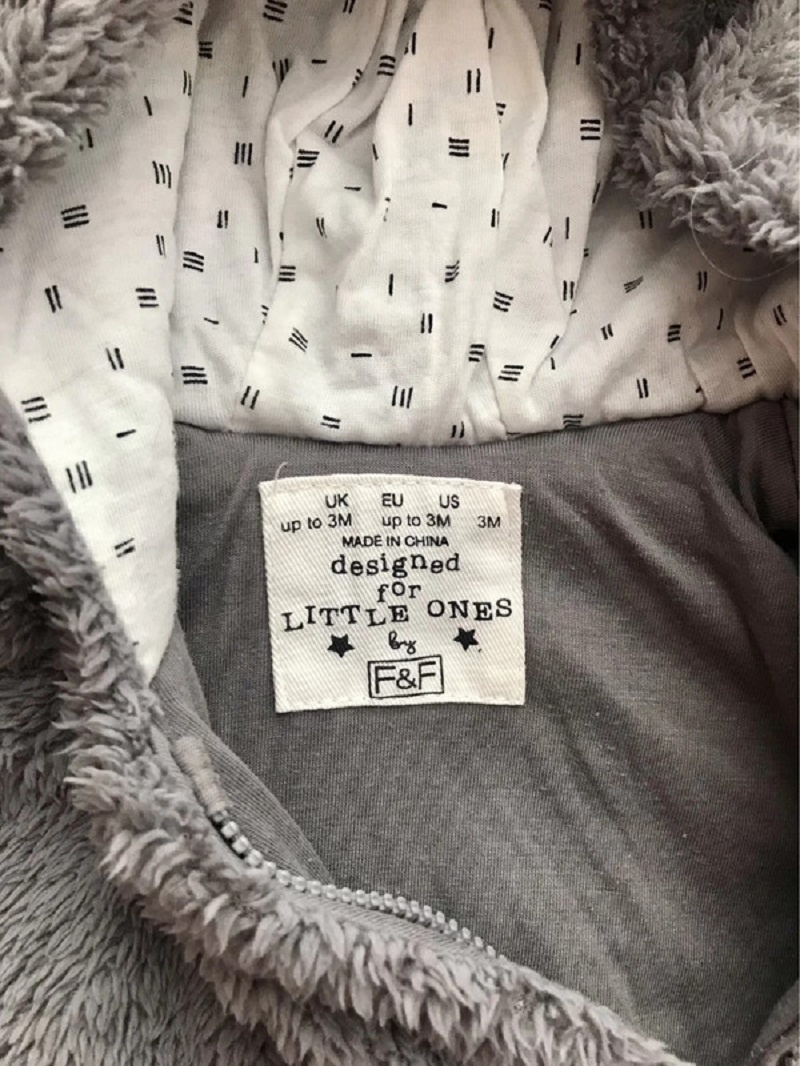 UK EU US
up to 3M up to 3M 3M
MADE IN CHINA
designed
for
LITTLE ONES
by
F&F